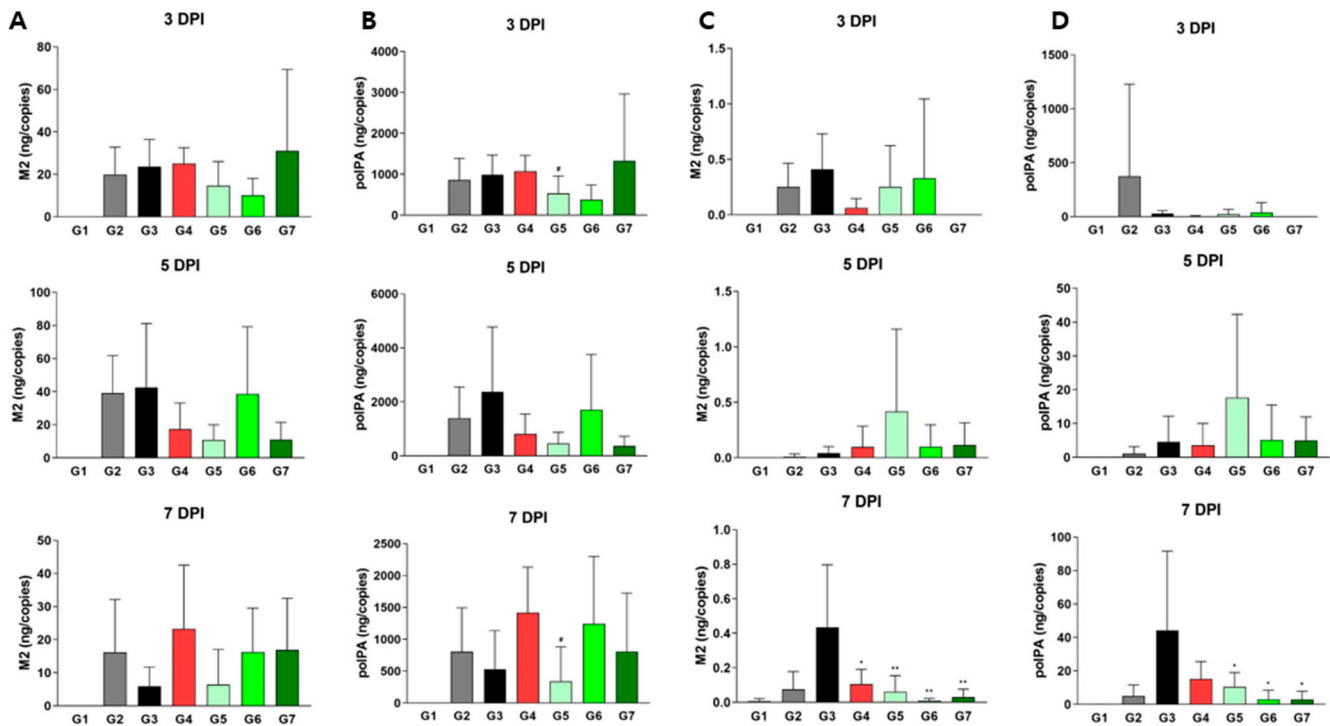 A
3 DPI
M2 (ng/copies)
80
60
40
20
0
G1 G2 G3 G4 G5 G6 G7
B
3 DPI
polPA (ng/copies)
4000
3000
2000
1000
0
#
G1 G2 G3 G4 G5 G6 G7
C
3 DPI
M2 (ng/copies)
1.5
1.0
0.5
0.0
G1 G2 G3 G4 G5 G6 G7
D
3 DPI
polPA (ng/copies)
1500
1000
500
0
G1 G2 G3 G4 G5 G6 G7
5 DPI
M2 (ng/copies)
100
80
60
40
20
0
G1 G2 G3 G4 G5 G6 G7
5 DPI
polPA (ng/copies)
6000
4000
2000
0
G1 G2 G3 G4 G5 G6 G7
5 DPI
M2 (ng/copies)
1.5
1.0
0.5
0.0
G1 G2 G3 G4 G5 G6 G7
5 DPI
polPA (ng/copies)
50
40
30
20
10
0
G1 G2 G3 G4 G5 G6 G7
7 DPI
M2 (ng/copies)
50
40
30
20
10
0
G1 G2 G3 G4 G5 G6 G7
7 DPI
polPA (ng/copies)
2500
2000
1500
1000
500
0
#
G1 G2 G3 G4 G5 G6 G7
7 DPI
M2 (ng/copies)
1.0
0.8
0.6
0.4
0.2
0.0
* ** ** **
G1 G2 G3 G4 G5 G6 G7
7 DPI
polPA (ng/copies)
100
80
60
40
20
0
* * *
G1 G2 G3 G4 G5 G6 G7